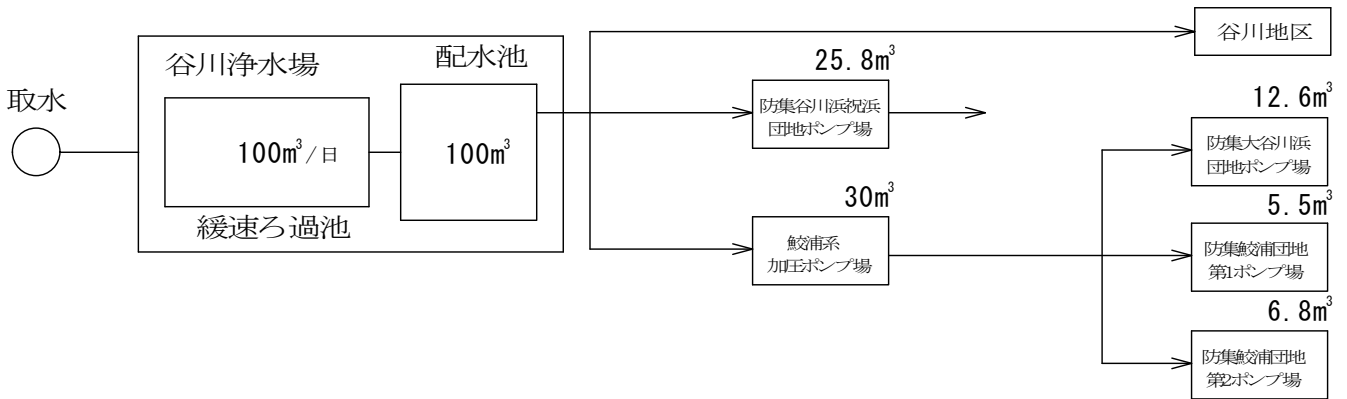 取水
谷川浄水場
100m³/日
緩速ろ過池
配水池
100m³
谷川地区
25.8m³
防集谷川浜祝浜
団地ポンプ場
30m³
鮫浦系
加圧ポンプ場
12.6m³
防集大谷川浜
団地ポンプ場
5.5m³
防集鮫浦団地
第1ポンプ場
6.8m³
防集鮫浦団地
第2ポンプ場